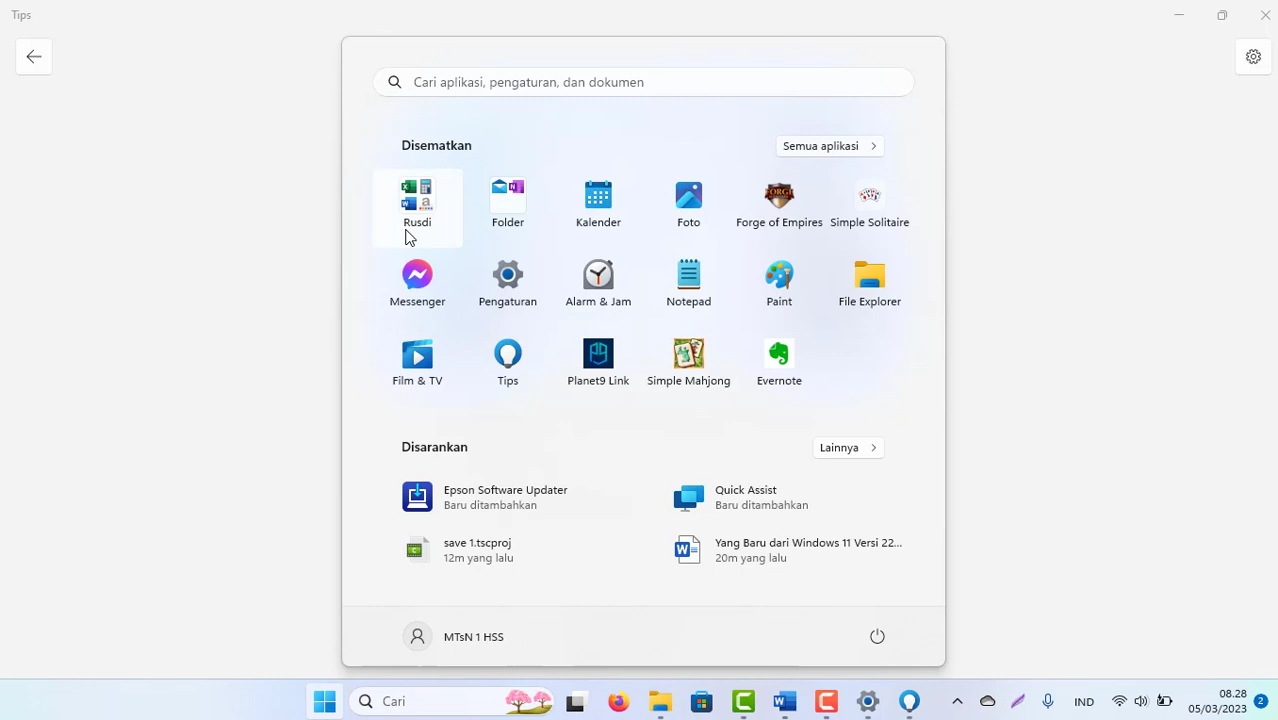 Tips
Cari aplikasi, pengaturan, dan dokumen
Disematkan
Semua aplikasi
Rusdi
Folder
Kalender
Foto
Forge of Empires
Simple Solitaire
Messenger
Pengaturan
Alarm & Jam
Notepad
Paint
File Explorer
Film & TV
Tips
Planet9 Link
Simple Mahjong
Evernote
Disarankan
Lainnya
Epson Software Updater
Baru ditambahkan
Quick Assist
Baru ditambahkan
save 1.tscproj
12m yang lalu
Yang Baru dari Windows 11 Versi 22...
20m yang lalu
MTsN 1 HSS
Cari
IND
08.28
05/03/2023
2